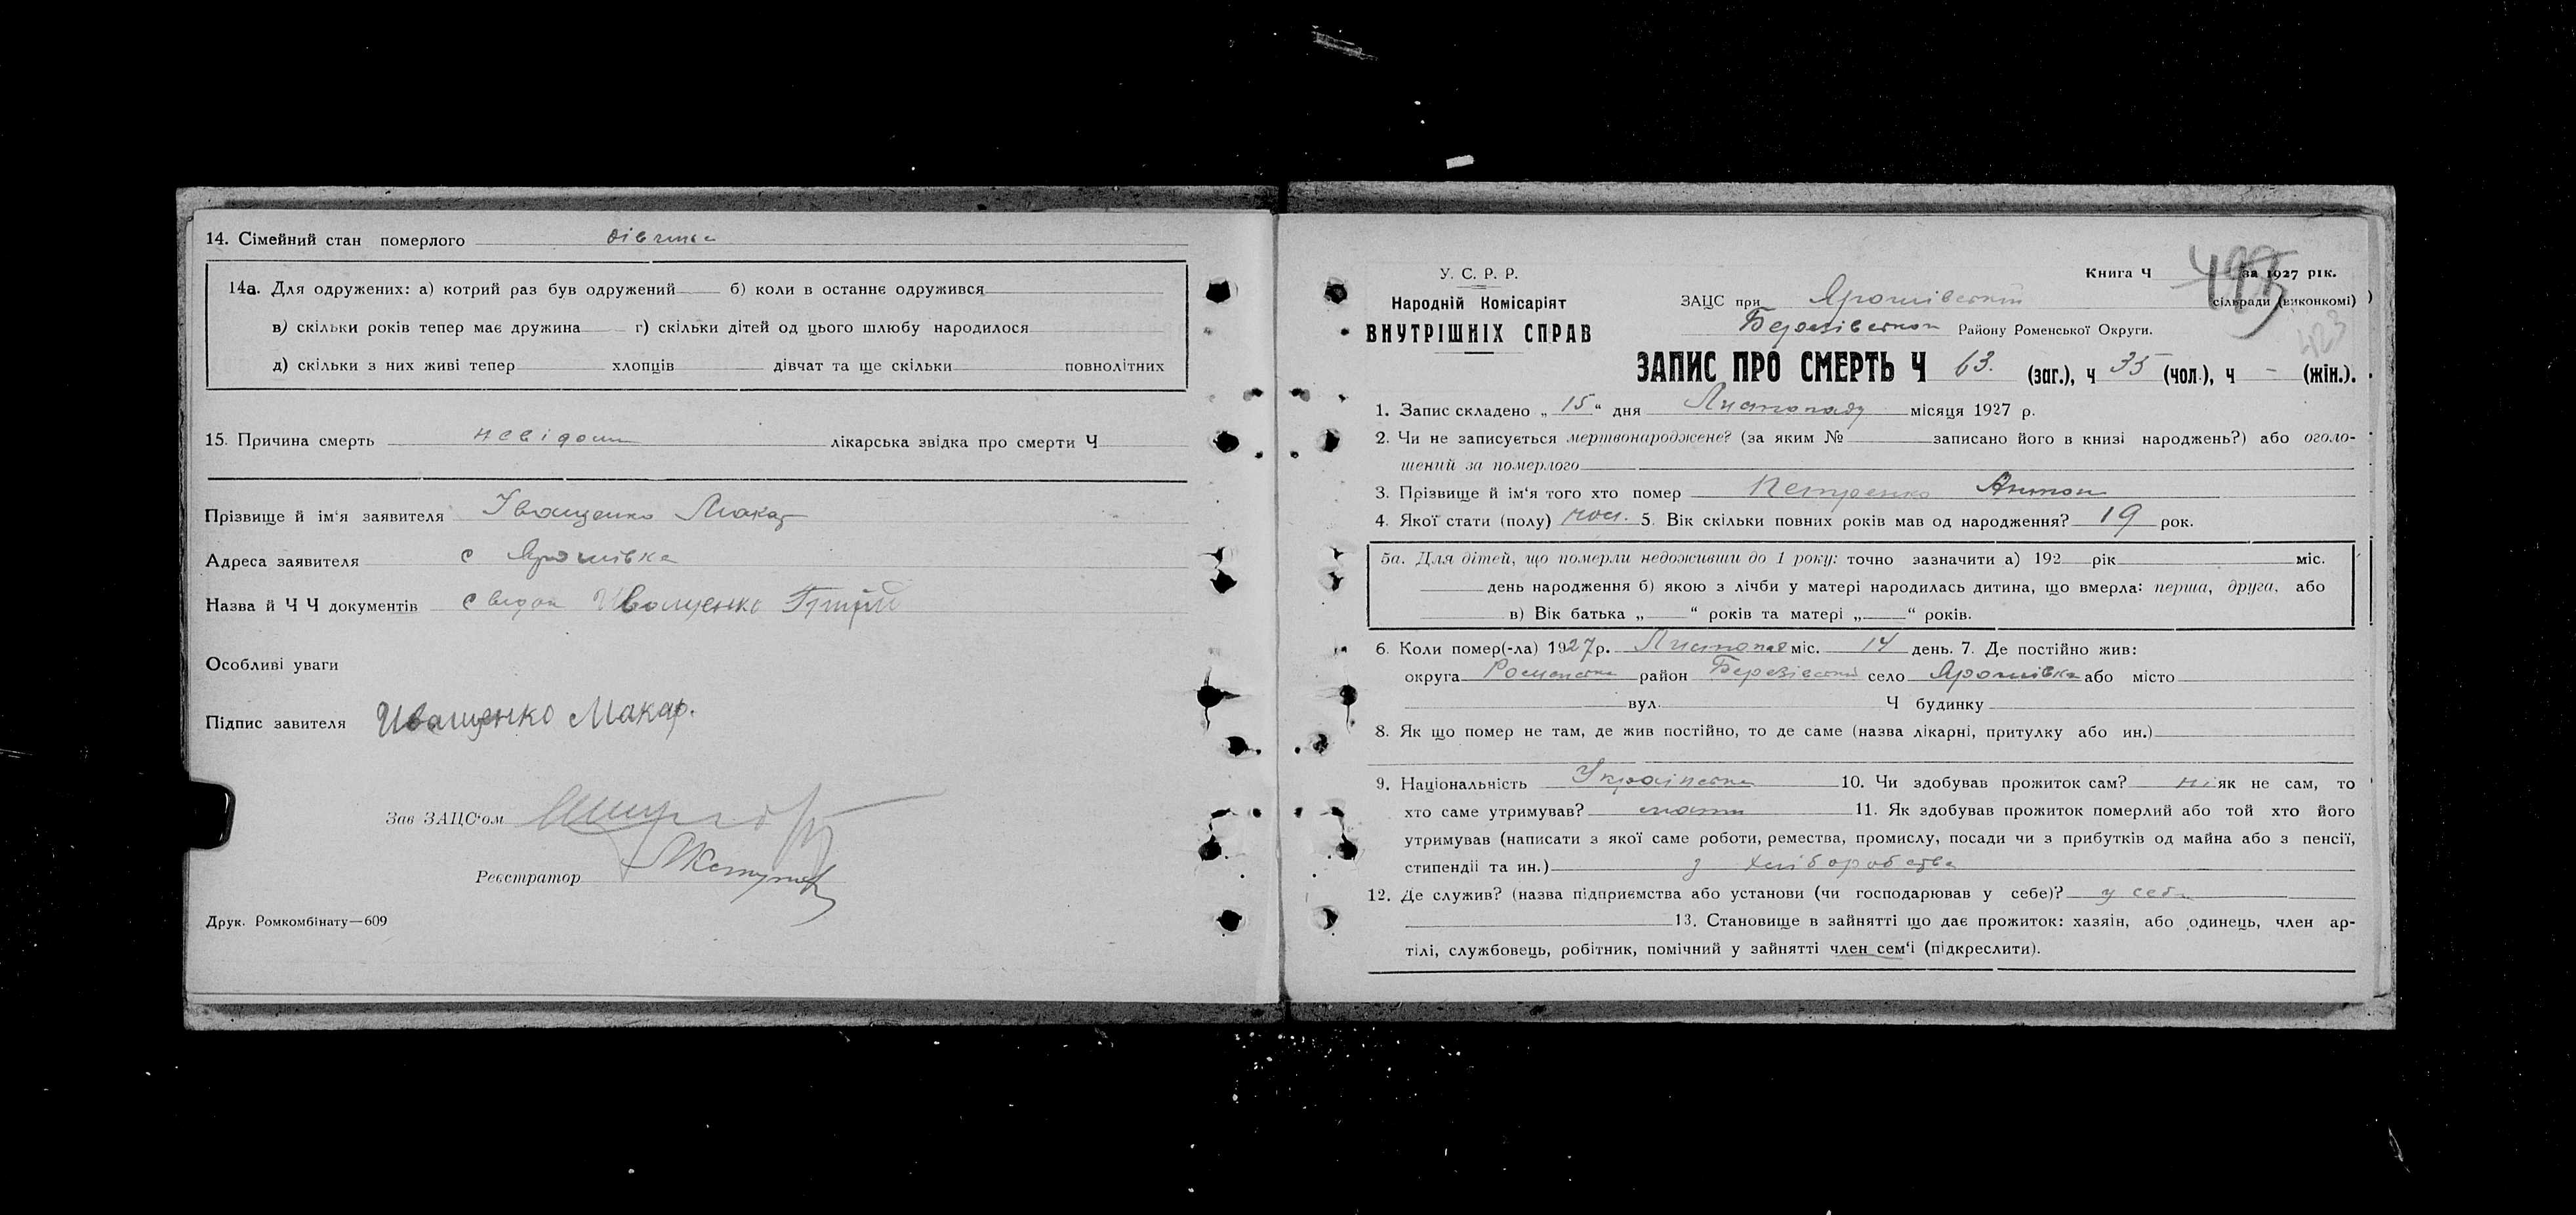 14. Сімейний стан померлого
14а. Для одружених: а) котрий раз був одружений б) коли в останнє одружився
в) скільки років тепер має дружина г) скільки дітей од цього шлюбу народилося
д) скільки з них живі тепер хлопців дівчат та ще скільки повнолітних
15. Причина смерть невідома лікарська звідка про смерти Ч
Прізвище й ім'я заявителя Іващенко Макар
Адреса заявителя с Ярошівка
Назва й Ч Ч документів Иващенко
Особливі уваги
Підпис завителя Иващенко Макар.
Зав ЗАЦС'ом
Реєстратор
Друк. Ромкомбінату—609
У. С. Р. Р.
Народній Комісаріят
ВНУТРІШНІХ СПРАВ
Книга Ч за 1927 рік.
ЗАЦС при Ярошівській сільради (виконкомі)
Березівськоі Району Роменської Округи.
423
ЗАПИС ПРО СМЕРТЬ Ч 63. (заг.), ч 35 (чол.), ч - (жін.).
1. Запис складено „ 15 “ дня Листопаду місяця 1927 р.
2. Чи не записується мертвонароджене? (за яким № записано його в книзі народжень?) або оголо-
шений за померлого
3. Прізвище й ім'я того хто помер Петренко Антон
4. Якої стати (полу) чол. 5. Вік скільки повних років мав од народження? 19 рок.
5а. Для дітей, що померли недоживши до 1 року: точно зазначити а) 192 рік міс.
день народження б) якою з лічби у матері народилась дитина, що вмерла: перша, друга, або
в) Вік батька „ “ років та матері „ “ років.
6. Коли помер(-ла) 1927р. Листопад міс. 14 день. 7. Де постійно жив:
округа Роменська район Березівський село Ярошівка або місто
вул. Ч будинку
8. Як що помер не там, де жив постійно, то де саме (назва лікарні, притулку або ин.)
9. Національність Українська 10. Чи здобував прожиток сам? ні як не сам, то
хто саме утримував? мати 11. Як здобував прожиток померлий або той хто його
утримував (написати з якої саме роботи, ремества, промислу, посади чи з прибутків од майна або з пенсії,
стипендії та ин.) з хліборобства
12. Де служив? (назва підприємства або установи (чи господарював у себе)? у себе
13. Становище в зайнятті що дає прожиток: хазяін, або одинець, член ар-
тілі, службовець, робітник, помічний у зайнятті член сем'і (підкреслити).